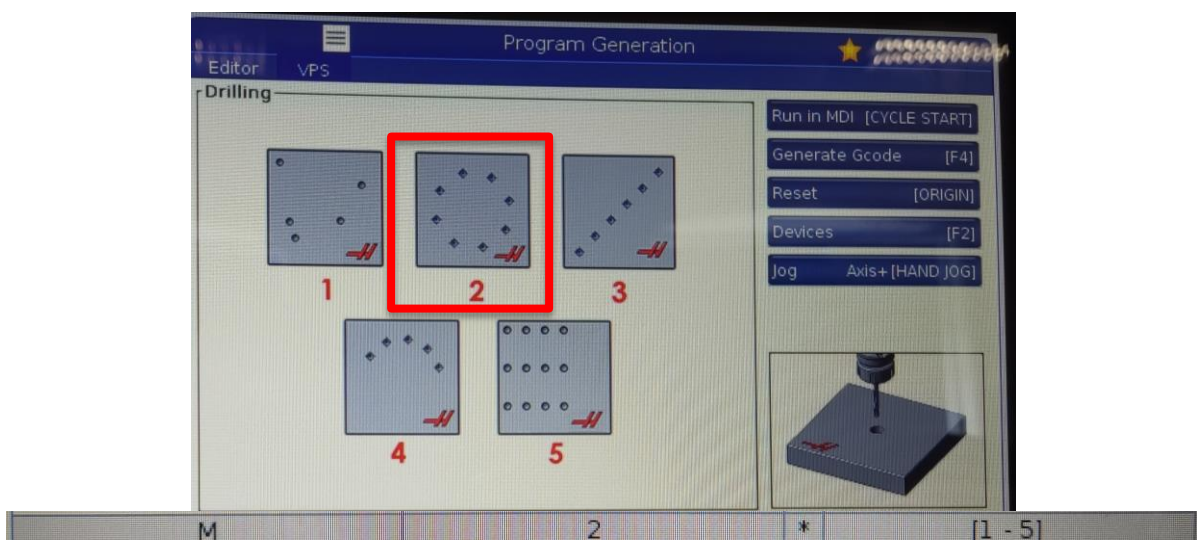 Program Generation
Editor VPS
Drilling
Run in MDI [CYCLE START]
Generate Gcode [F4]
Reset [ORIGIN]
Devices [F2]
Jog Axis+[HAND JOG]
1 2 3
4 5
M 2 * [1 - 5]